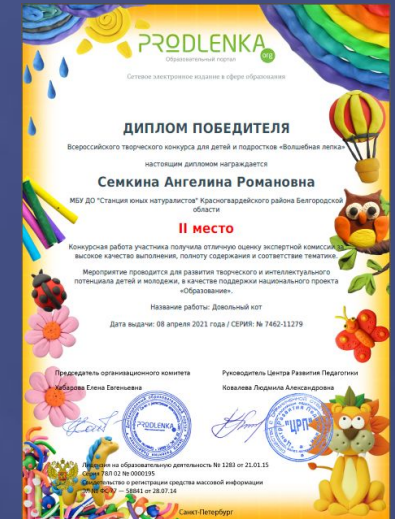 PRODLENKA
.org
Образовательный портал
Сетевое электронное издание в сфере образования
ДИПЛОМ ПОБЕДИТЕЛЯ
Всероссийского творческого конкурса для детей и подростков «Волшебная лепка»
настоящим дипломом награждается
Семкина Ангелина Романовна
МБУ ДО "Станция юных натуралистов" Красногвардейского района Белгородской
области
II место
Конкурсная работа участника получила отличную оценку экспертной комиссии за
высокое качество выполнения, полноту содержания и соответствие тематике.
Мероприятие проводится для развития творческого и интеллектуального
потенциала детей и молодежи, в качестве поддержки национального проекта
«Образование».
Название работы: Довольный кот
Дата выдачи: 08 апреля 2021 года / СЕРИЯ: № 7462-11279
Председатель организационного комитета
Руководитель Центра Развития Педагогики
Хабарова Елена Евгеньевна
Ковалева Людмила Александровна
PRODLENKA
"ЦРП"
Лицензия на образовательную деятельность № 1283 от 21.01.15
Серия 78Л 02 № 0000195
Свидетельство о регистрации средства массовой информации
77 — 58841 от 28.07.14
Санкт-Петербург